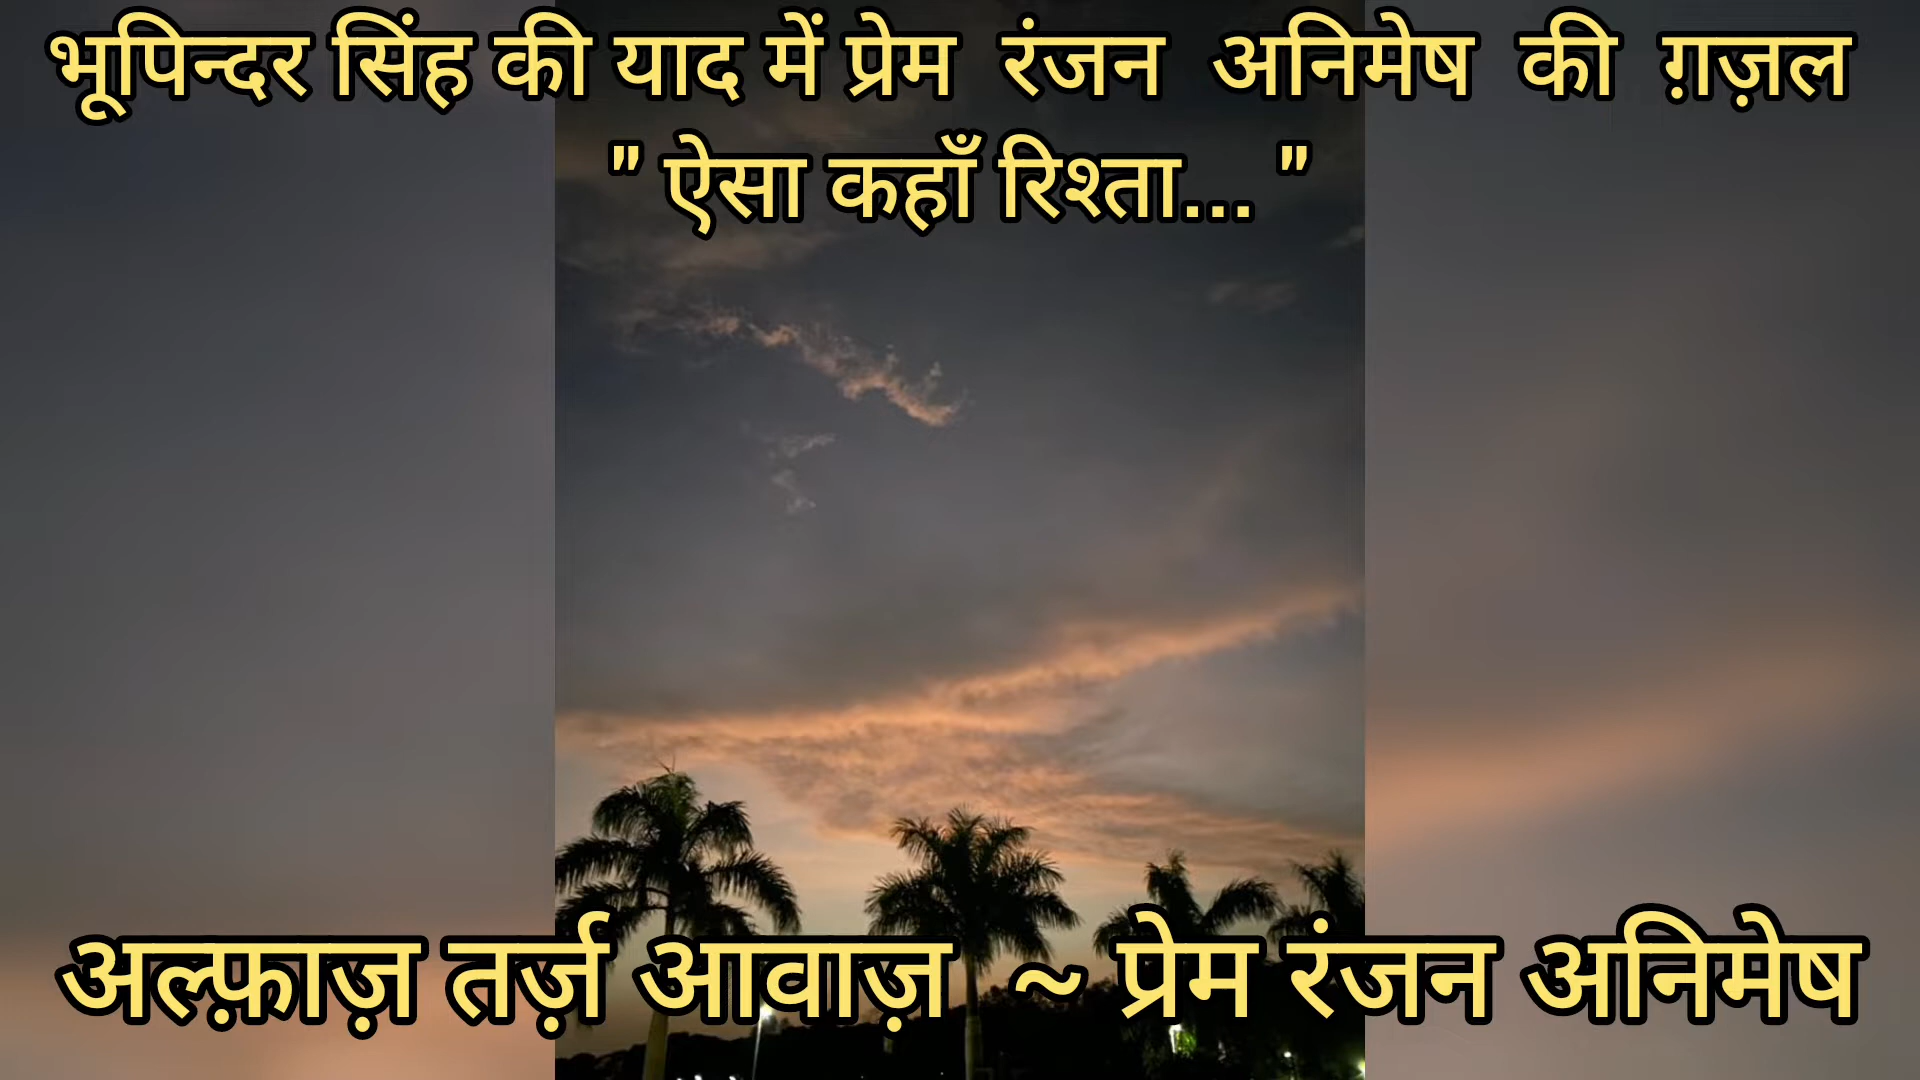 भूपिन्दर सिंह की याद में प्रेम रंजन अनिमेष की ग़ज़ल
" ऐसा कहाँ रिश्ता... "
अल्फ़ाज़ तर्ज़ आवाज़ ~ प्रेम रंजन अनिमेष